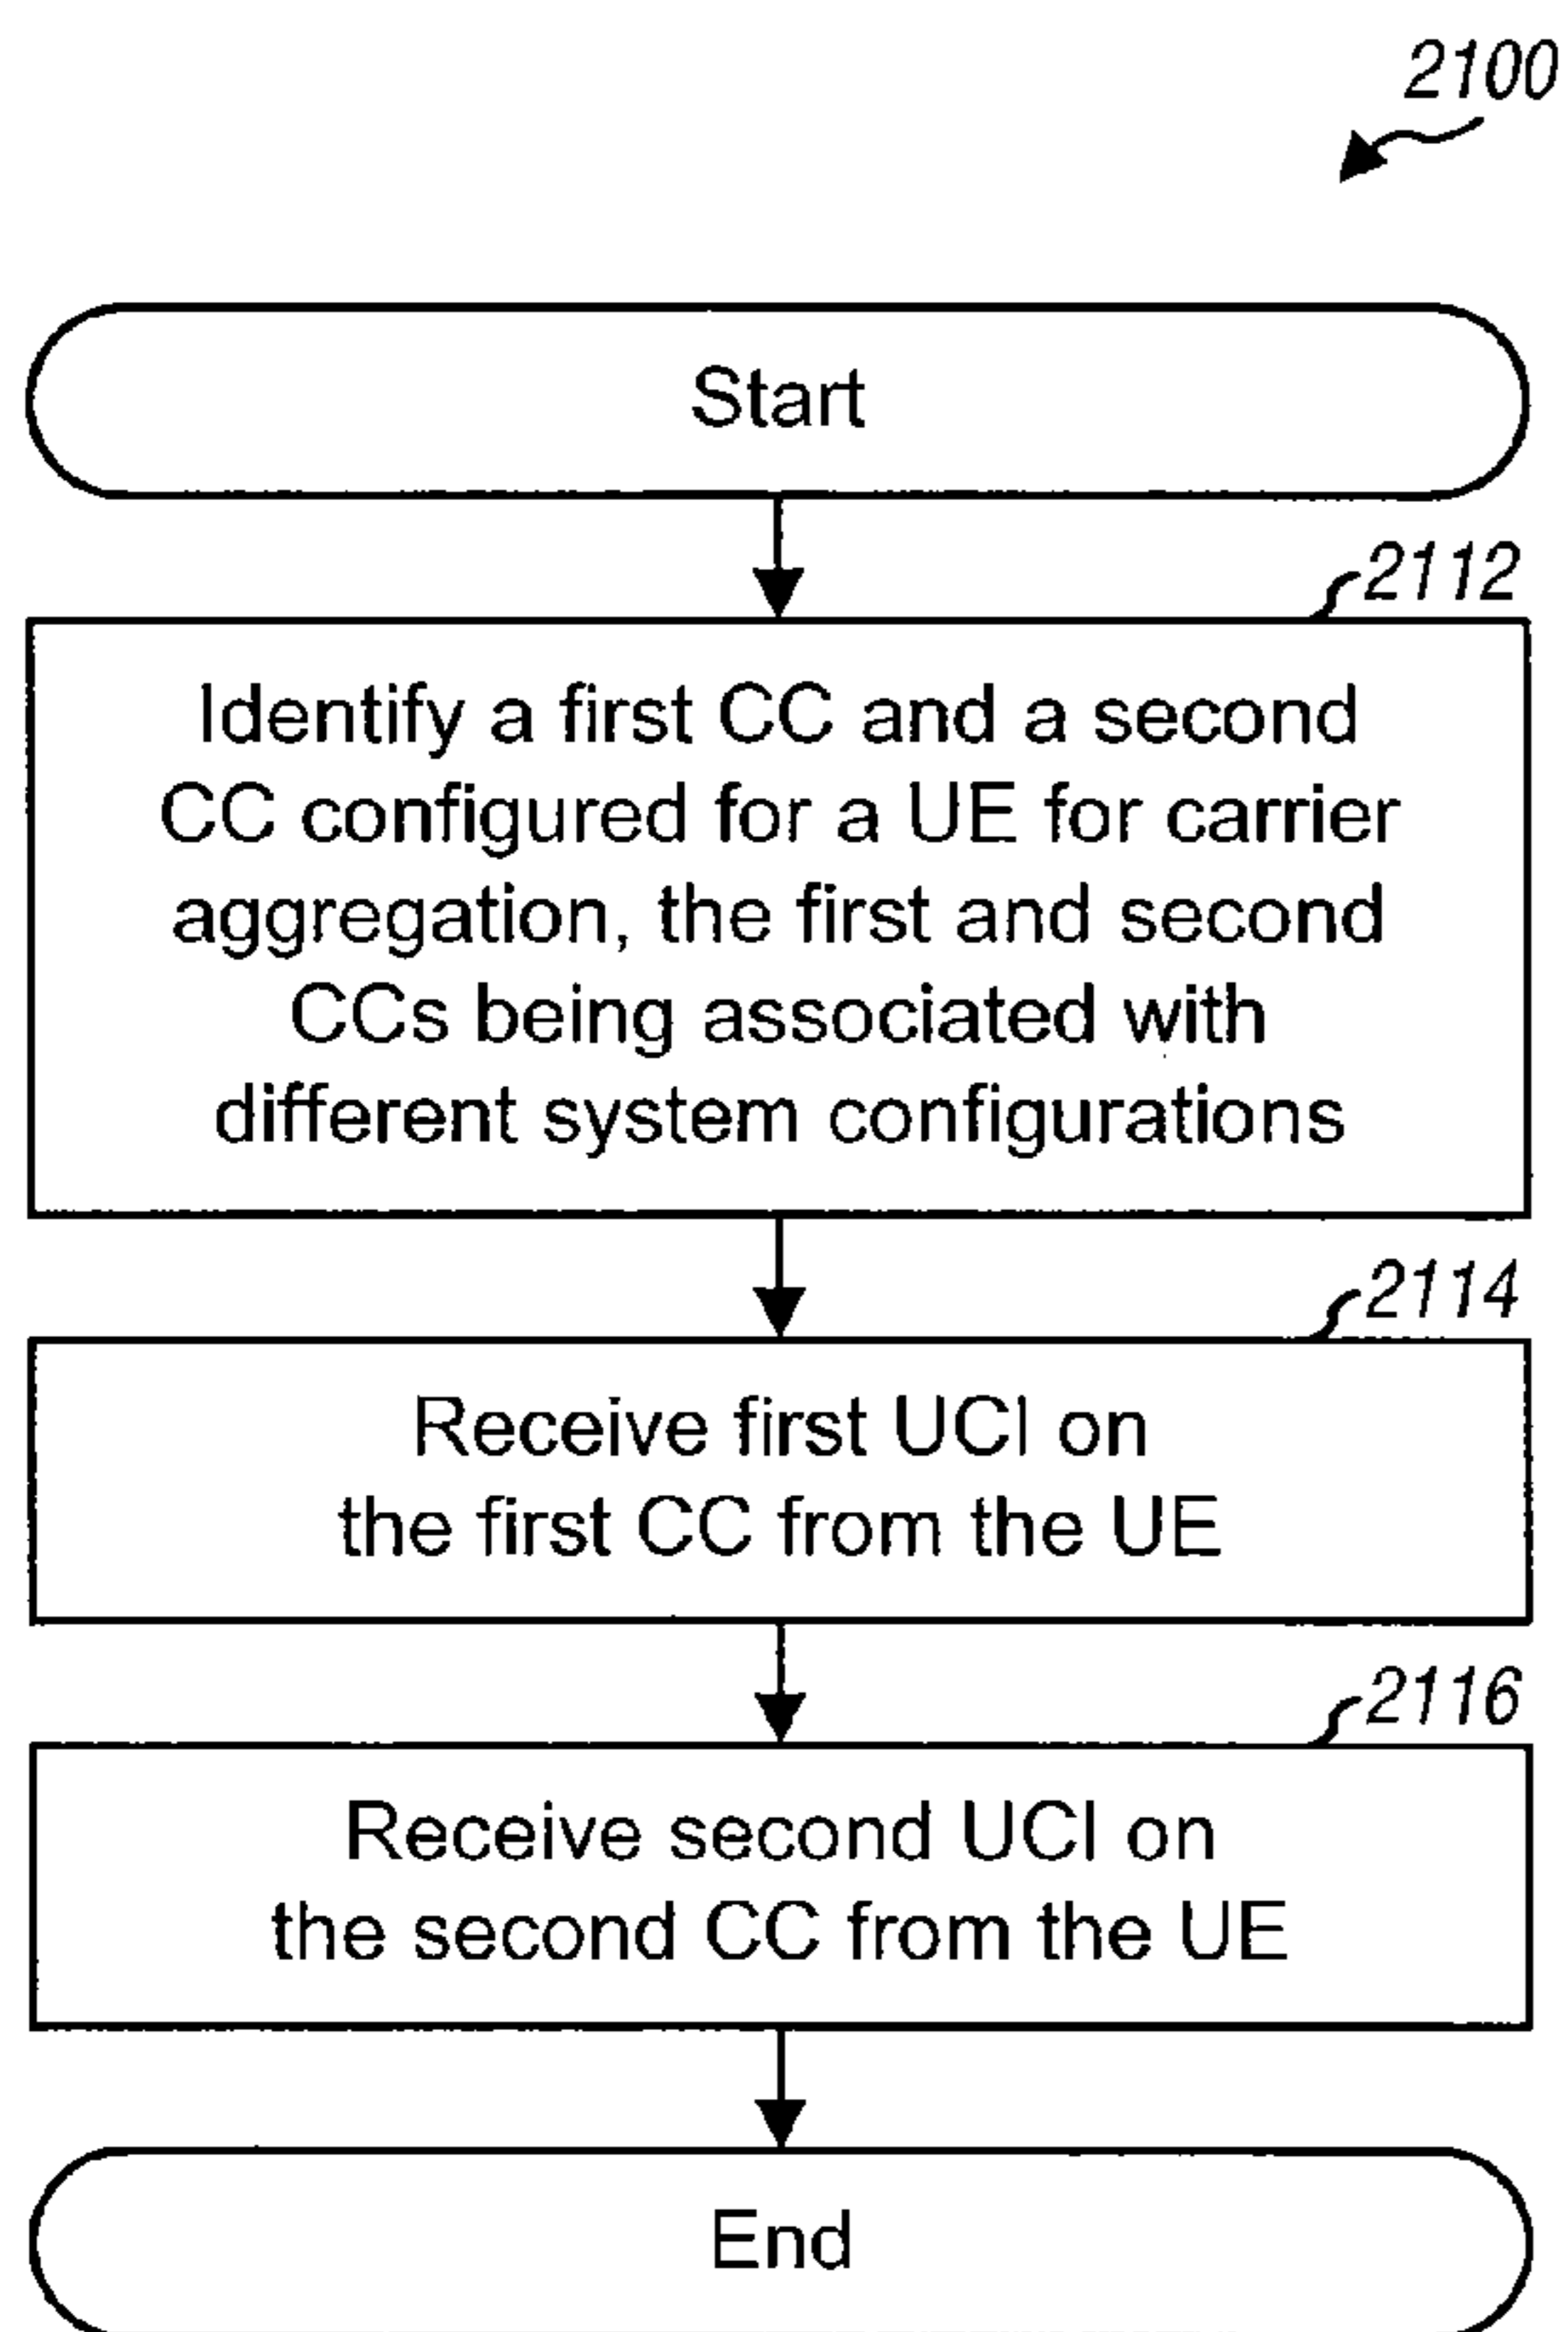 2100
Start
2112
Identify a first CC and a second
CC configured for a UE for carrier
aggregation, the first and second
CCs being associated with
different system configurations
2114
Receive first UCI on
the first CC from the UE
2116
Receive second UCI on
the second CC from the UE
End